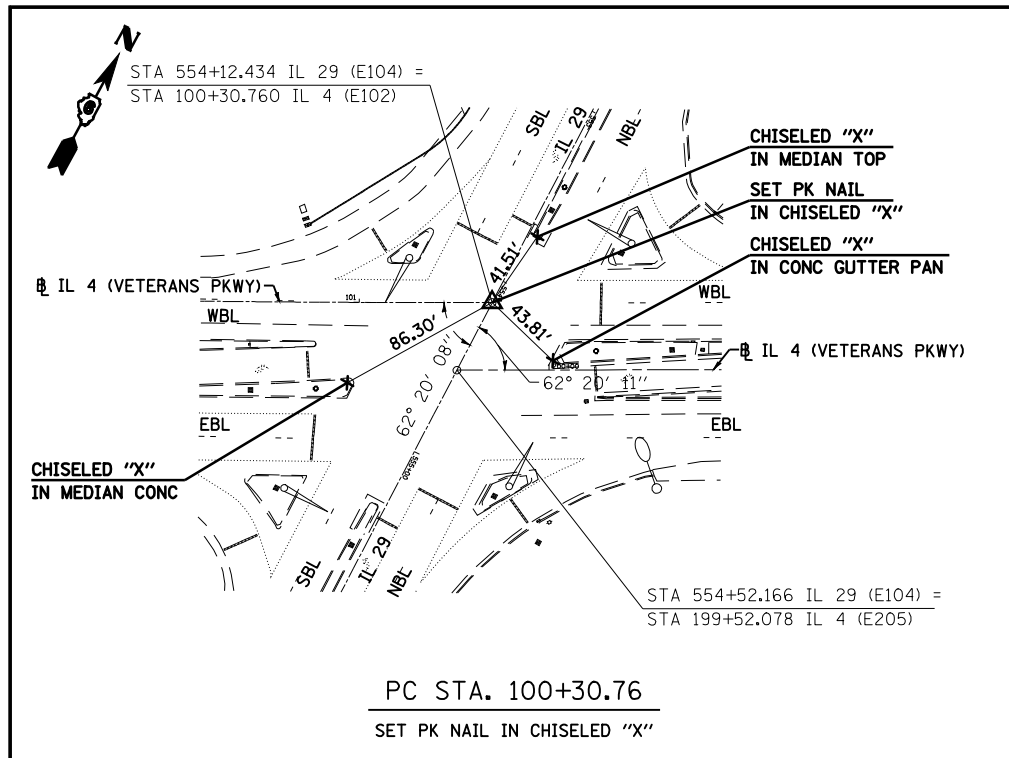 N
STA 554+12.434 IL 29 (E104) =
STA 100+30.760 IL 4 (E102)
SBL
IL 29
NBL
CHISELED "X"
IN MEDIAN TOP
SET PK NAIL
IN CHISELED "X"
CHISELED "X"
IN CONC GUTTER PAN
41.51'
℄ IL 4 (VETERANS PKWY)
101
WBL
WBL
86.30'
43.81'
℄ IL 4 (VETERANS PKWY)
62° 20' 08"
62° 20' 11"
EBL
EBL
CHISELED "X"
IN MEDIAN CONC
SBL
IL 29
NBL
STA 554+52.166 IL 29 (E104) =
STA 199+52.078 IL 4 (E205)
PC STA. 100+30.76
SET PK NAIL IN CHISELED "X"